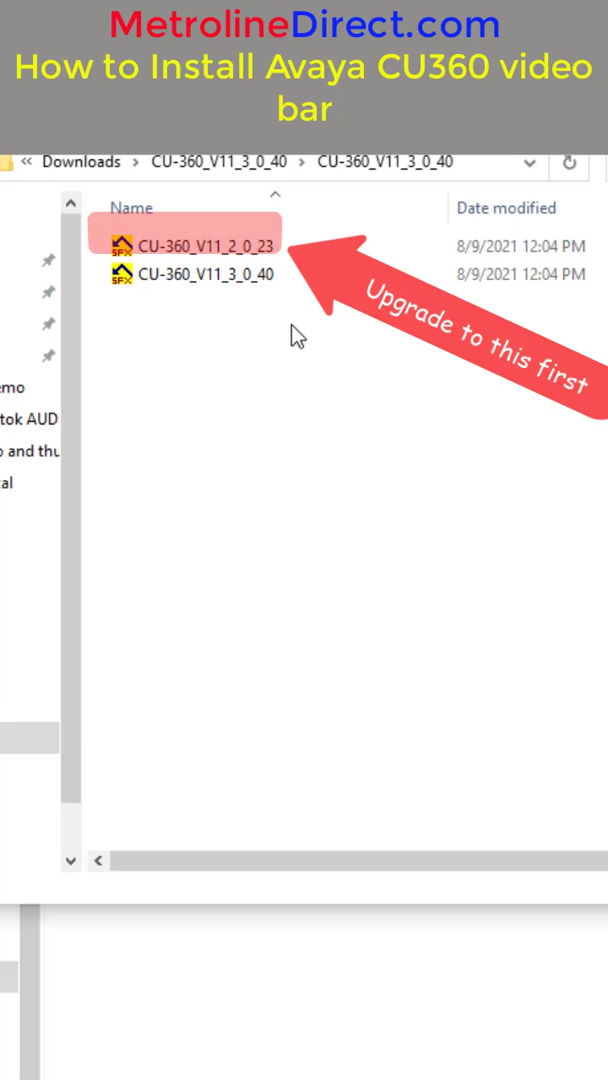 MetrolineDirect.com
How to Install Avaya CU360 video
bar
« Downloads > CU-360_V11_3_0_40 > CU-360_V11_3_0_40
Name Date modified
SFX CU-360_V11_2_0_23 8/9/2021 12:04 PM
SFX CU-360_V11_3_0_40 8/9/2021 12:04 PM
Upgrade to this first
emo
tok AUD
o and thu
al